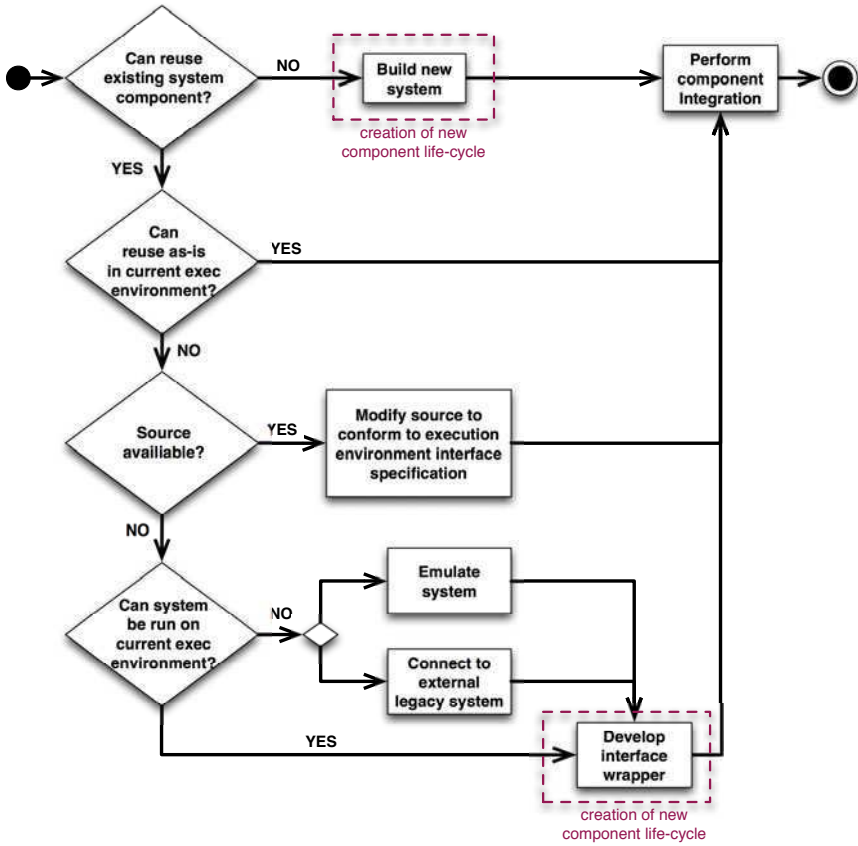 Can reuse
existing system
component?
NO
Build new
system
creation of new
component life-cycle
Perform
component
Integration
YES
Can
reuse as-is
in current exec
environment?
YES
NO
Source
availiable?
YES
Modify source to
conform to execution
environment interface
specification
NO
Can system
be run on
current exec
environment?
NO
Emulate
system
Connect to
external
legacy system
YES
Develop
interface
wrapper
creation of new
component life-cycle